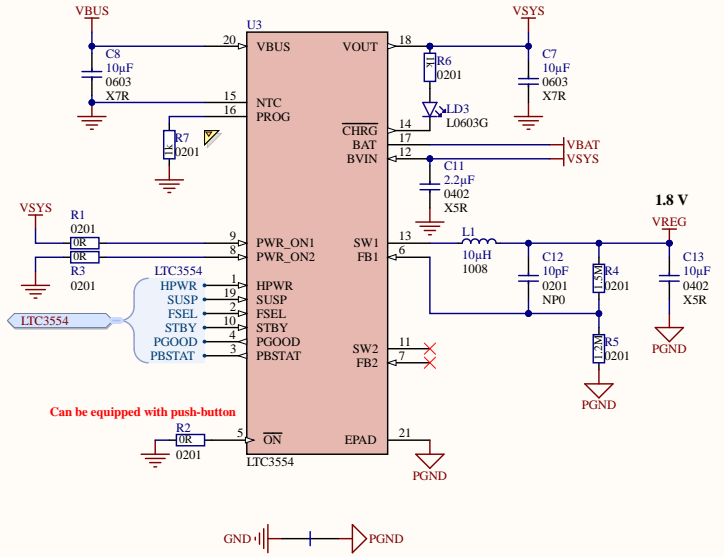 VBUS
VSYS
U3
C8
10µF
0603
X7R
20
VBUS
VOUT
18
R6
1k
0201
C7
10µF
0603
X7R
15
NTC
16
PROG
LD3
L0603G
R7
1k
0201
CHRG
14
BAT
17
VBAT
BVIN
12
VSYS
C11
2.2µF
0402
X5R
1.8 V
VREG
VSYS
R1
0201
0R
9
PWR_ON1
0R
8
PWR_ON2
R3
0201
SW1
13
L1
10µH
1008
FB1
6
C12
10pF
0201
NP0
1.5M
R4
0201
C13
10µF
0402
X5R
PGND
LTC3554
LTC3554
HPWR
1
HPWR
SUSP
19
SUSP
FSEL
2
FSEL
STBY
10
STBY
PGOOD
4
PGOOD
PBSTAT
3
PBSTAT
SW2
11
FB2
7
1.2M
R5
0201
PGND
Can be equipped with push-button
R2
0R
0201
5
ON
EPAD
21
PGND
LTC3554
GND
PGND